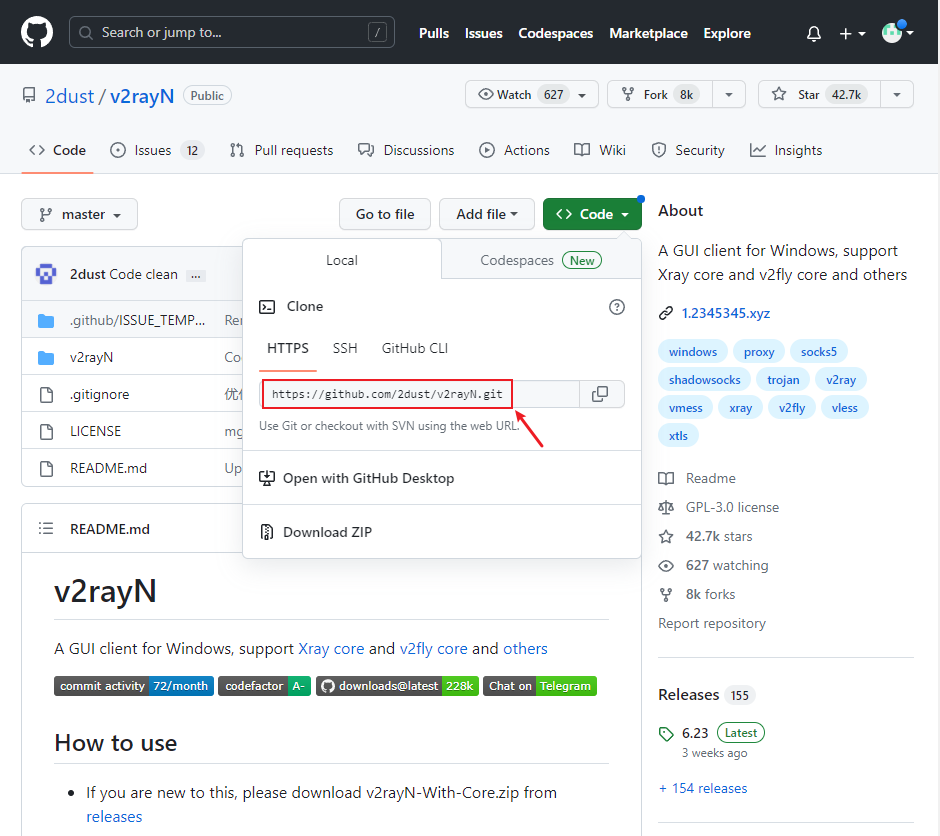 Search or jump to... /
Pulls Issues Codespaces Marketplace Explore
2dust / v2rayN Public
Watch 627 Fork 8k Star 42.7k
Code Issues 12 Pull requests Discussions Actions Wiki Security Insights
master Go to file Add file Code
2dust Code clean ...
.github/ISSUE_TEMP...
v2rayN Co
.gitignore
LICENSE
README.md Up
Local Codespaces New
Clone
HTTPS SSH GitHub CLI
https://github.com/2dust/v2rayN.git
Use Git or checkout with SVN using the web URL.
Open with GitHub Desktop
Download ZIP
README.md
v2rayN
A GUI client for Windows, support Xray core and v2fly core and others
commit activity 72/month codefactor A- downloads@latest 228k Chat on Telegram
How to use
If you are new to this, please download v2rayN-With-Core.zip from
releases
About
A GUI client for Windows, support
Xray core and v2fly core and others
1.2345345.xyz
windows proxy socks5
shadowsocks trojan v2ray
vmess xray v2fly vless
xtls
Readme
GPL-3.0 license
42.7k stars
627 watching
8k forks
Report repository
Releases 155
6.23 Latest
3 weeks ago
+ 154 releases